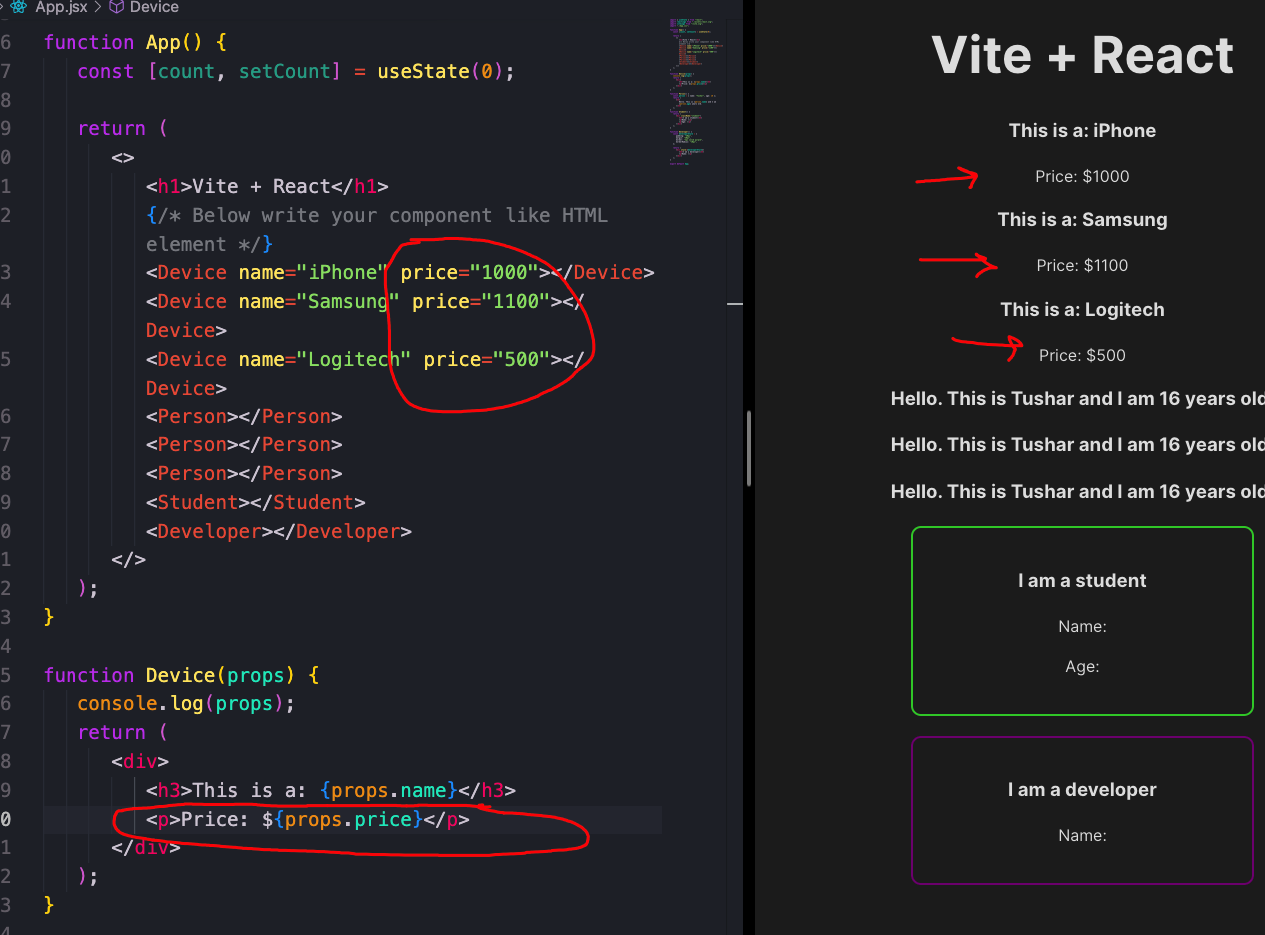 App.jsx > Device
6 function App() {
7 const [count, setCount] = useState(0);
8
9 return (
0 <>
1 <h1>Vite + React</h1>
2 {/* Below write your component like HTML
element */}
3 <Device name="iPhone" price="1000"></Device>
4 <Device name="Samsung" price="1100"></
Device>
5 <Device name="Logitech" price="500"></
Device>
6 <Person></Person>
7 <Person></Person>
8 <Person></Person>
9 <Student></Student>
0 <Developer></Developer>
1 </>
2 );
3 }
4
5 function Device(props) {
6 console.log(props);
7 return (
8 <div>
9 <h3>This is a: {props.name}</h3>
0 <p>Price: ${props.price}</p>
1 </div>
2 );
3 }
4
Vite + React
This is a: iPhone
Price: $1000
This is a: Samsung
Price: $1100
This is a: Logitech
Price: $500
Hello. This is Tushar and I am 16 years old
Hello. This is Tushar and I am 16 years old
Hello. This is Tushar and I am 16 years old
I am a student
Name:
Age:
I am a developer
Name: